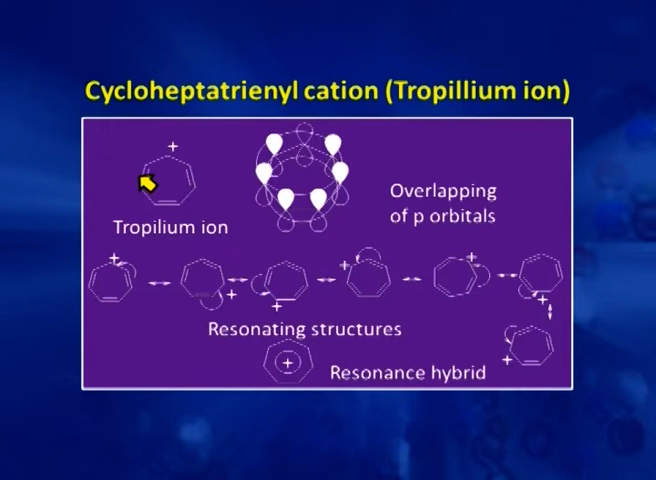 Cycloheptatrienyl cation (Tropillium ion)
+
Overlapping
of p orbitals
Tropilium ion
+
+
+
+
+
+
Resonating structures
+
+
Resonance hybrid